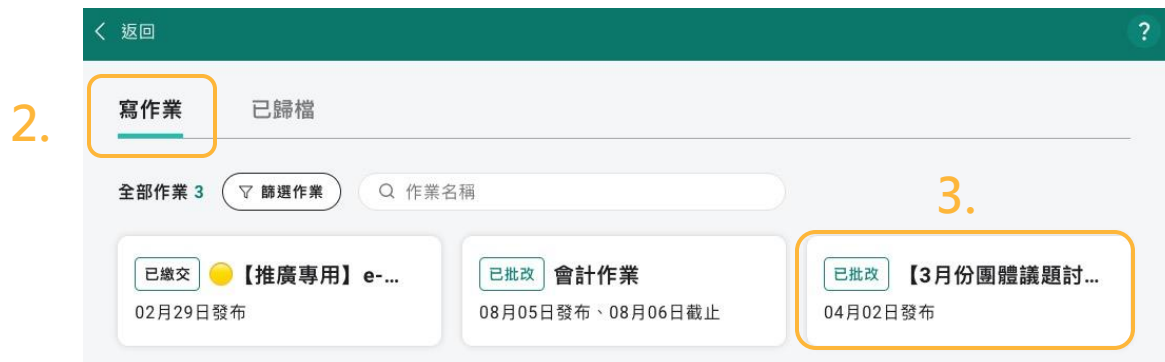 返回
?
2.
寫作業 已歸檔
全部作業 3 篩選作業 作業名稱
3.
已繳交 【推廣專用】e-...
02月29日發布
已批改 會計作業
08月05日發布、08月06日截止
已批改 【3月份團體議題討...
04月02日發布